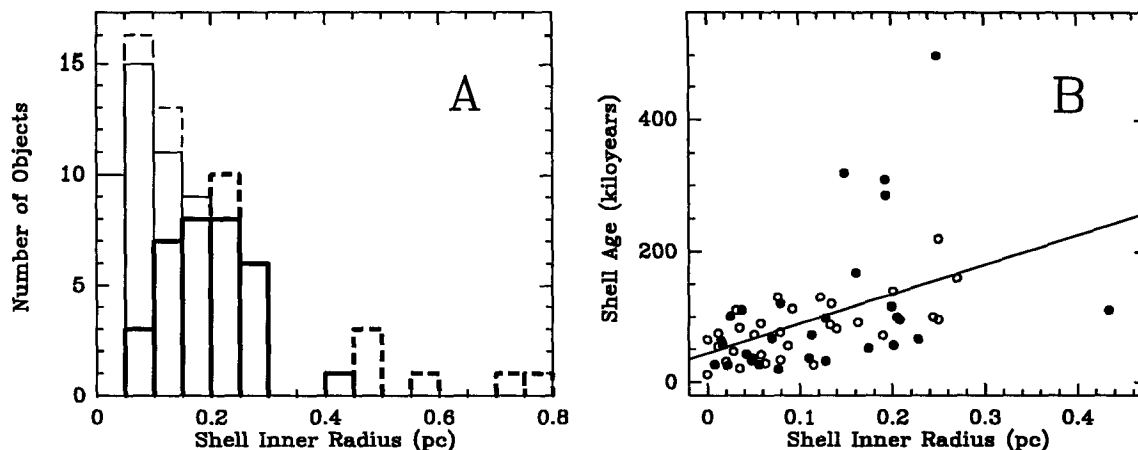 A
15
10
5
0
Number of Objects
0
0.2
0.4
0.6
0.8
Shell Inner Radius (pc)
B
400
200
0
Shell Age (kiloyears)
0
0.1
0.2
0.3
0.4
Shell Inner Radius (pc)